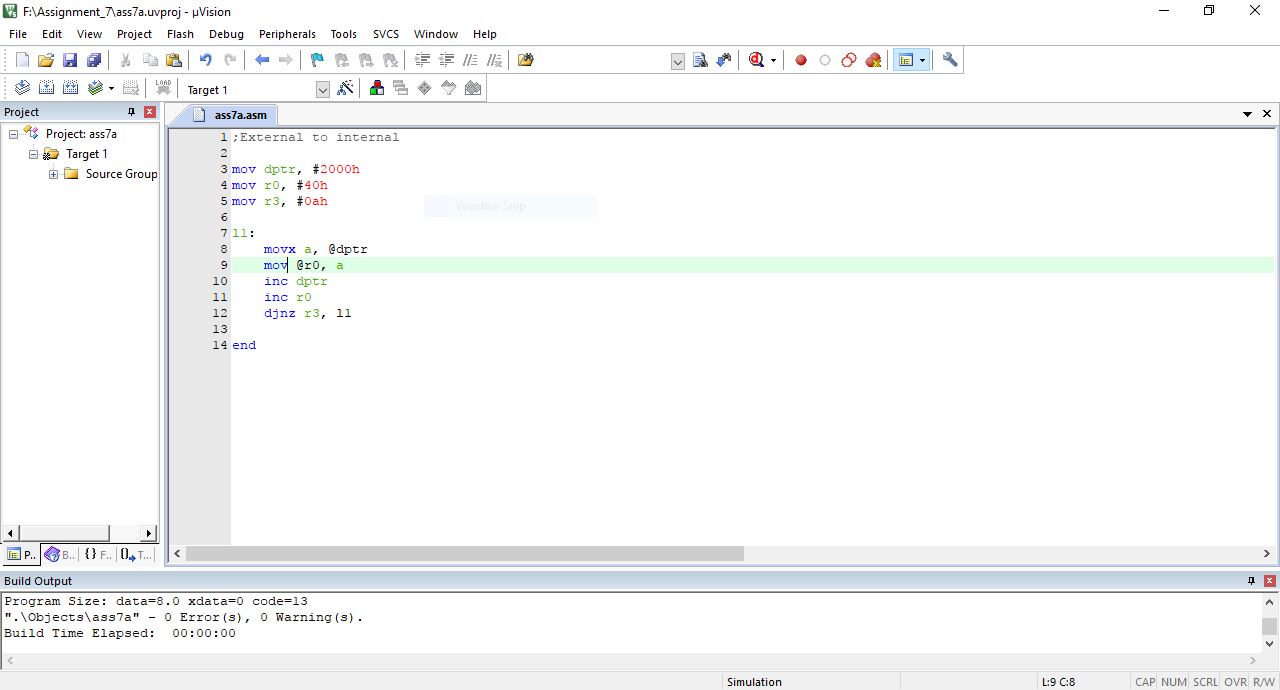 F:\Assignment_7\ass7a.uvproj - µVision
File Edit View Project Flash Debug Peripherals Tools SVCS Window Help
LOAD Target 1
Project
ass7a.asm
Project: ass7a
Target 1
Source Group
1 ;External to internal
2
3 mov dptr, #2000h
4 mov r0, #40h
5 mov r3, #0ah
Window Snip
6
7 l1:
8 movx a, @dptr
9 mov @r0, a
10 inc dptr
11 inc r0
12 djnz r3, l1
13
14 end
P... B... {} F... 0 T...
Build Output
Program Size: data=8.0 xdata=0 code=13
".\Objects\ass7a" - 0 Error(s), 0 Warning(s).
Build Time Elapsed:  00:00:00
Simulation L:9 C:8 CAP NUM SCRL OVR R/W